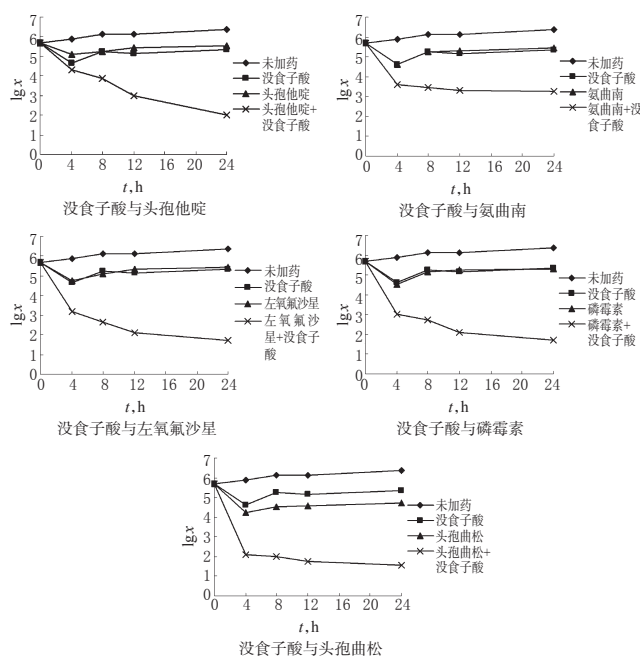 7
6
5
4
3
2
1
0
lg x
0 4 8 12 16 20 24
t,h
未加药
没食子酸
头孢他啶
头孢他啶+
没食子酸
没食子酸与头孢他啶
7
6
5
4
3
2
1
0
lg x
0 4 8 12 16 20 24
t,h
未加药
没食子酸
氨曲南
氨曲南+没
食子酸
没食子酸与氨曲南
7
6
5
4
3
2
1
0
lg x
0 4 8 12 16 20 24
t,h
未加药
没食子酸
左氧氟沙星
左氧氟沙
星+没食子
酸
没食子酸与左氧氟沙星
7
6
5
4
3
2
1
0
lg x
0 4 8 12 16 20 24
t,h
未加药
没食子酸
磷霉素
磷霉素+
没食子酸
没食子酸与磷霉素
7
6
5
4
3
2
1
0
lg x
0 4 8 12 16 20 24
t,h
未加药
没食子酸
头孢曲松
头孢曲松+
没食子酸
没食子酸与头孢曲松